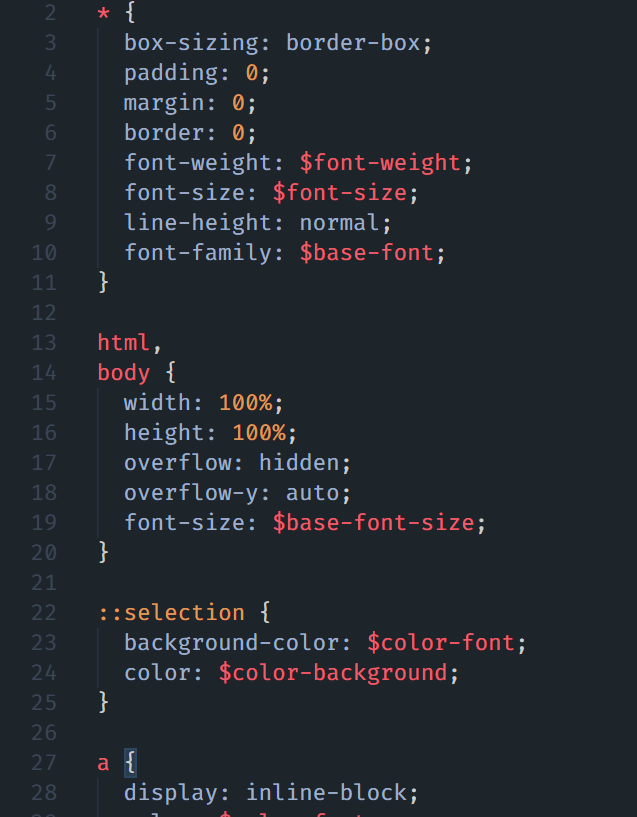 2 * {
3   box-sizing: border-box;
4   padding: 0;
5   margin: 0;
6   border: 0;
7   font-weight: $font-weight;
8   font-size: $font-size;
9   line-height: normal;
10   font-family: $base-font;
11 }
12
13 html,
14 body {
15   width: 100%;
16   height: 100%;
17   overflow: hidden;
18   overflow-y: auto;
19   font-size: $base-font-size;
20 }
21
22 ::selection {
23   background-color: $color-font;
24   color: $color-background;
25 }
26
27 a {
28   display: inline-block;